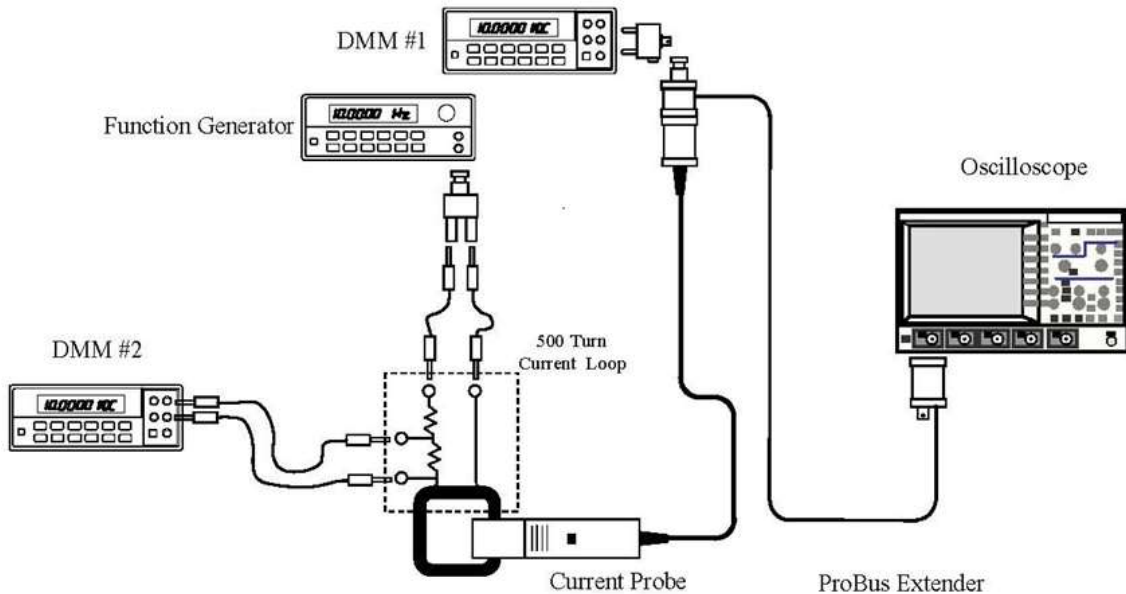 DMM #1
10.0000 VDC
Function Generator
10.0000 Hz
Oscilloscope
500 Turn
Current Loop
DMM #2
10.0000 VDC
Current Probe
ProBus Extender